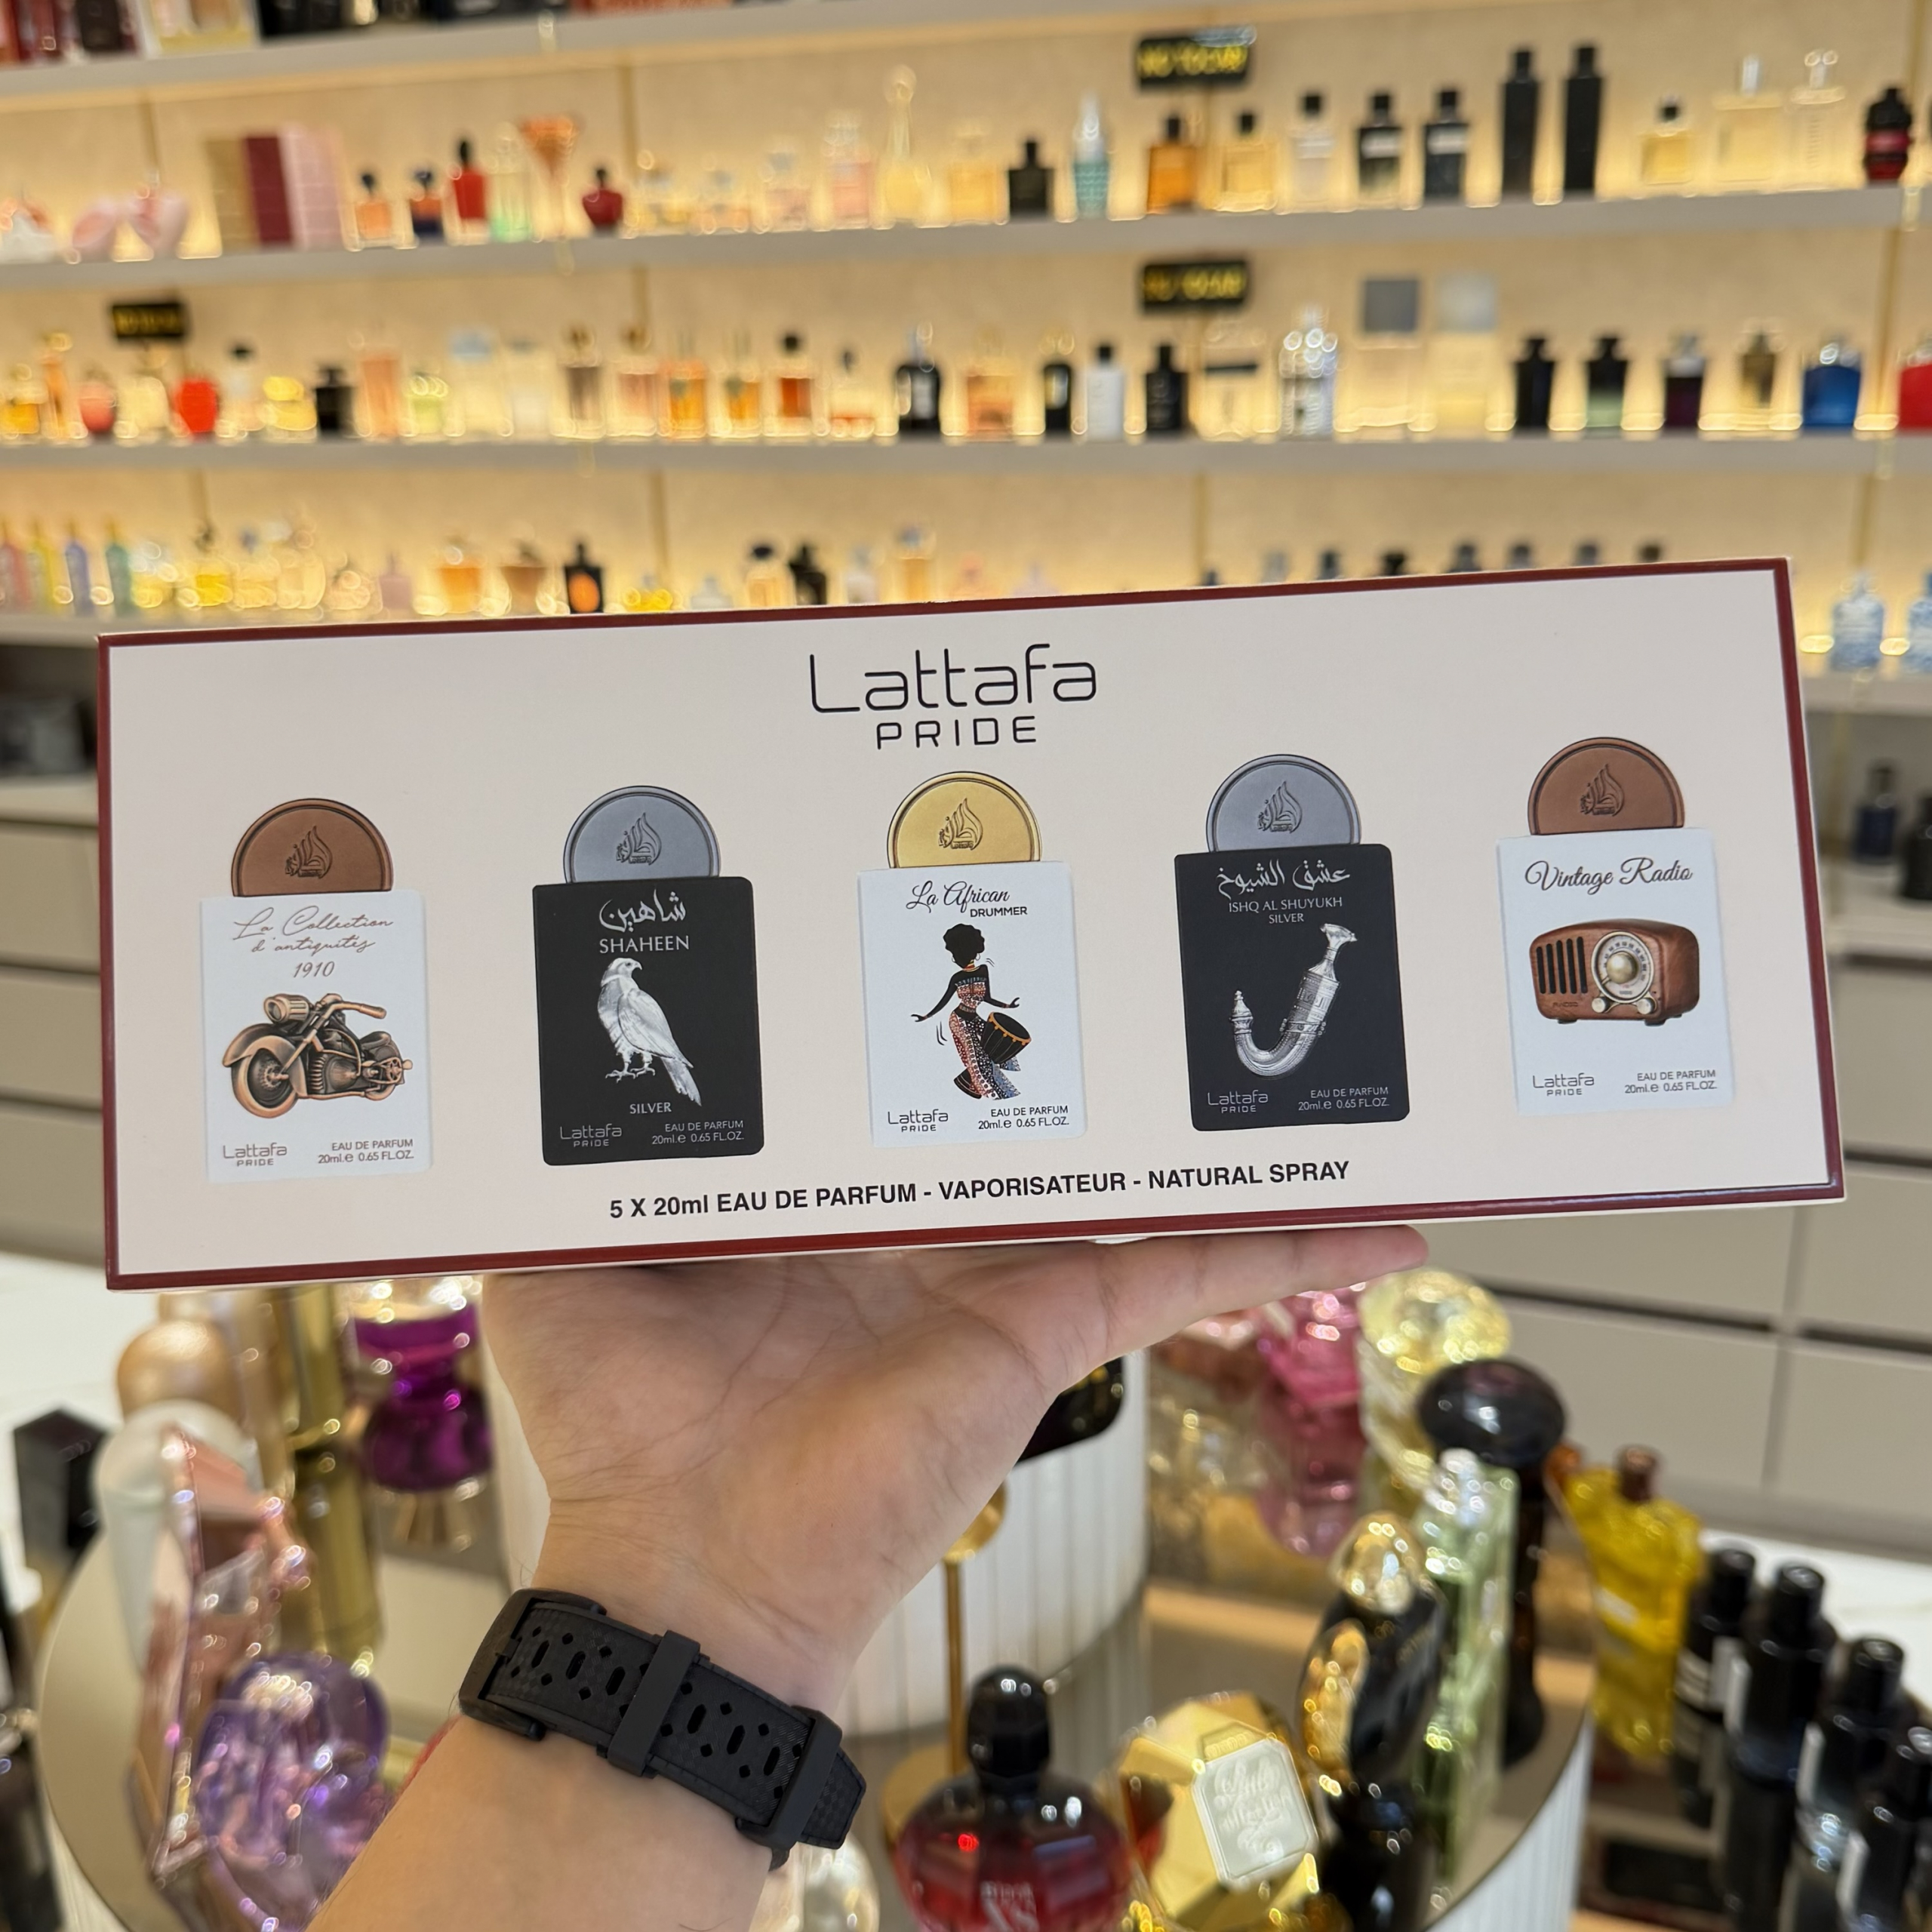 Lattafa
PRIDE
La Collection
d'antiquités
1910
Lattafa
PRIDE
EAU DE PARFUM
20ml.e 0.65 FL.OZ.
شاهين
SHAHEEN
SILVER
Lattafa
PRIDE
EAU DE PARFUM
20ml.e 0.65 FL.OZ.
La African
DRUMMER
Lattafa
PRIDE
EAU DE PARFUM
20ml.e 0.65 FL.OZ.
عشق الشيوخ
ISHQ AL SHUYUKH
SILVER
Lattafa
PRIDE
EAU DE PARFUM
20ml.e 0.65 FL.OZ.
Vintage Radio
Lattafa
PRIDE
EAU DE PARFUM
20ml.e 0.65 FL.OZ.
5 X 20ml EAU DE PARFUM - VAPORISATEUR - NATURAL SPRAY